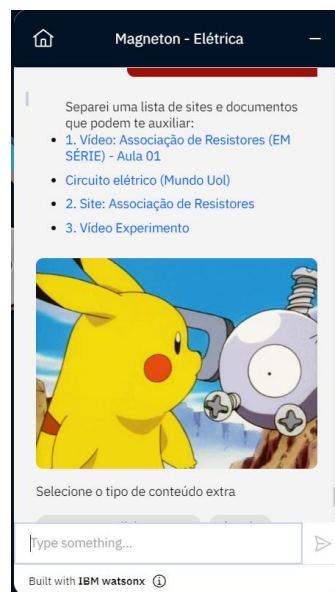 Magneton - Elétrica
Separei uma lista de sites e documentos
que podem te auxiliar:
1. Vídeo: Associação de Resistores (EM
SÉRIE) - Aula 01
Circuito elétrico (Mundo Uol)
2. Site: Associação de Resistores
3. Vídeo Experimento
Selecione o tipo de conteúdo extra
Type something...
Built with IBM watsonx